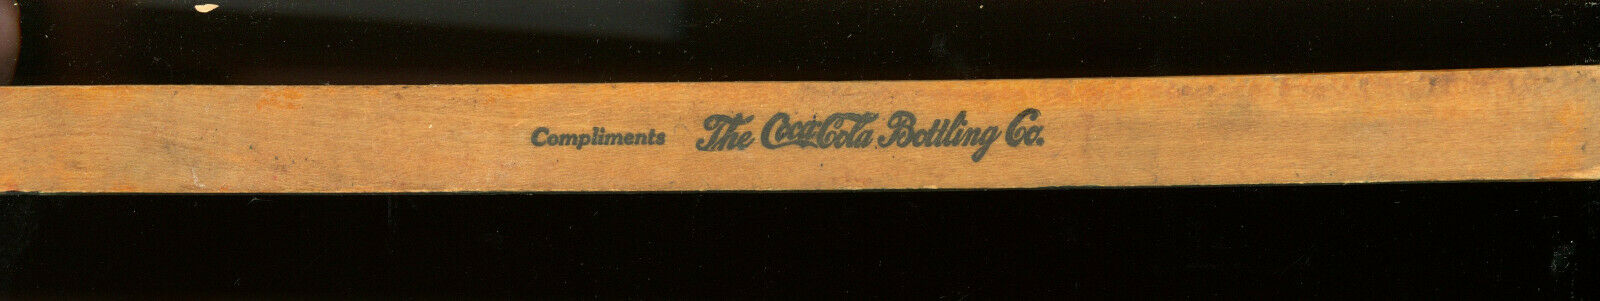 Compliments The Coca-Cola Bottling Co.